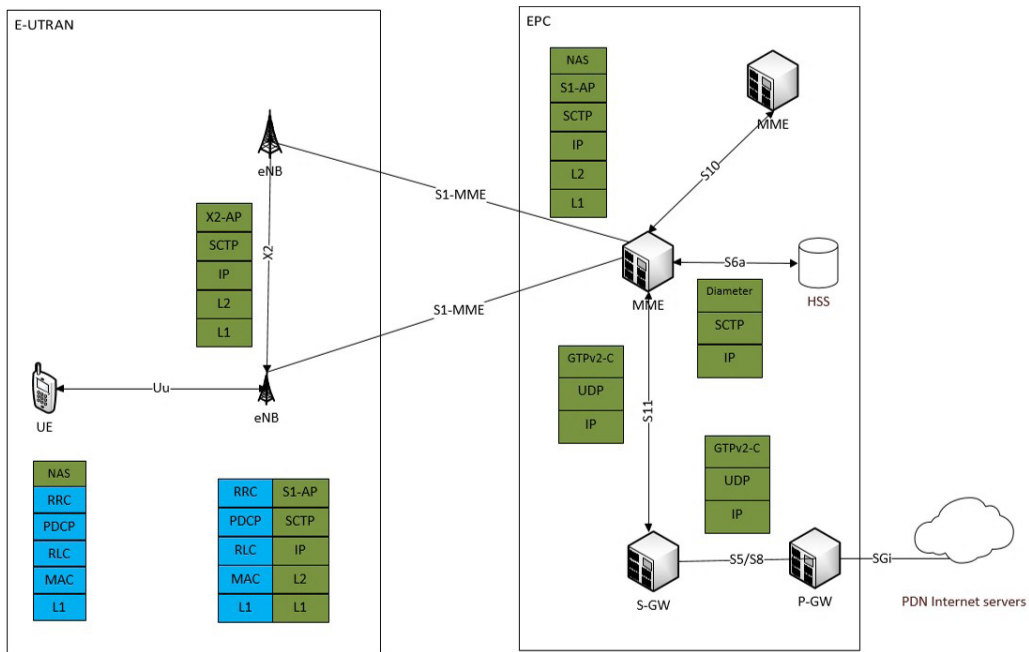 E-UTRAN
eNB
S1-MME
X2-AP
SCTP
IP
L2
L1
X2
S1-MME
Uu
UE
eNB
NAS
RRC
PDCP
RLC
MAC
L1
RRC S1-AP
PDCP SCTP
RLC IP
MAC L2
L1 L1
EPC
NAS
S1-AP
SCTP
IP
L2
L1
MME
S10
MME
S6a
HSS
Diameter
SCTP
IP
GTPv2-C
UDP
IP
S11
GTPv2-C
UDP
IP
S-GW
S5/S8
P-GW
SGi
PDN Internet servers